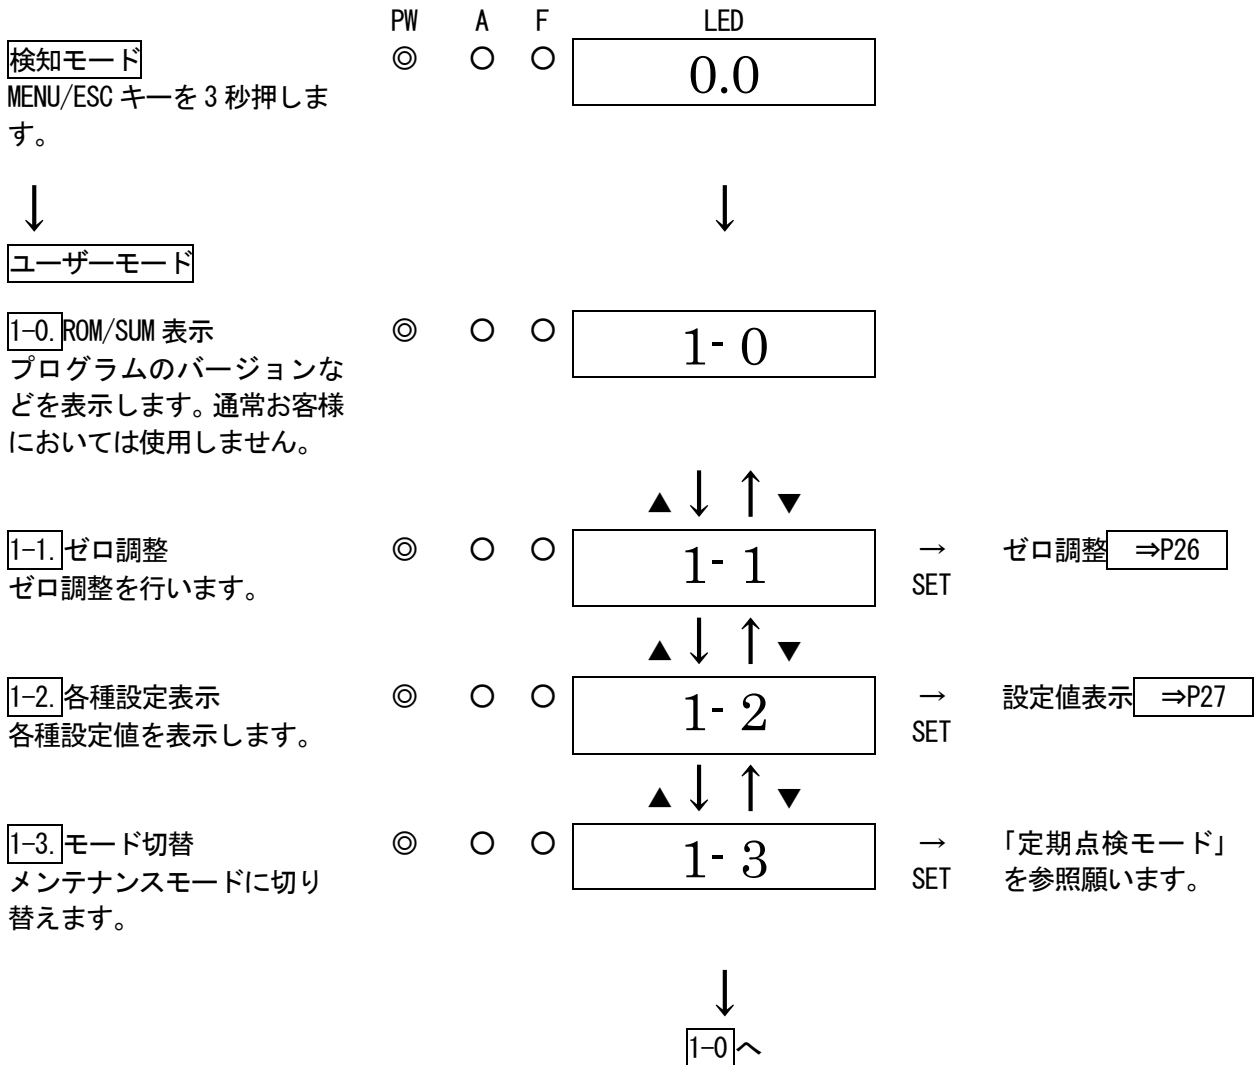 PW A F LED
検知モード ◎ ○ ○ 0.0
MENU/ESC キーを 3 秒押しま
す。
↓ ↓
ユーザーモード
1-0. ROM/SUM 表示 ◎ ○ ○ 1- 0
プログラムのバージョンな
どを表示します。通常お客様
においては使用しません。
▲ ↓ ↑ ▼
1-1. ゼロ調整 ◎ ○ ○ 1- 1 → ゼロ調整 ⇒P26
ゼロ調整を行います。 SET
▲ ↓ ↑ ▼
1-2. 各種設定表示 ◎ ○ ○ 1- 2 → 設定値表示 ⇒P27
各種設定値を表示します。 SET
▲ ↓ ↑ ▼
1-3. モード切替 ◎ ○ ○ 1- 3 → 「定期点検モード」
メンテナンスモードに切り SET を参照願います。
替えます。
↓
1-0 へ